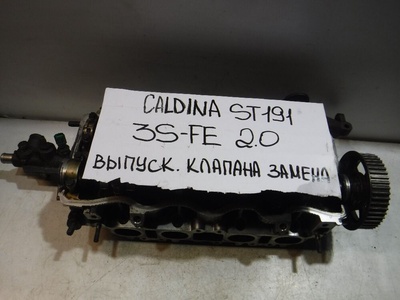 CALDINA ST191
3S-FE 2.0
ВЫПУСК. КЛАПАНА ЗАМЕНА